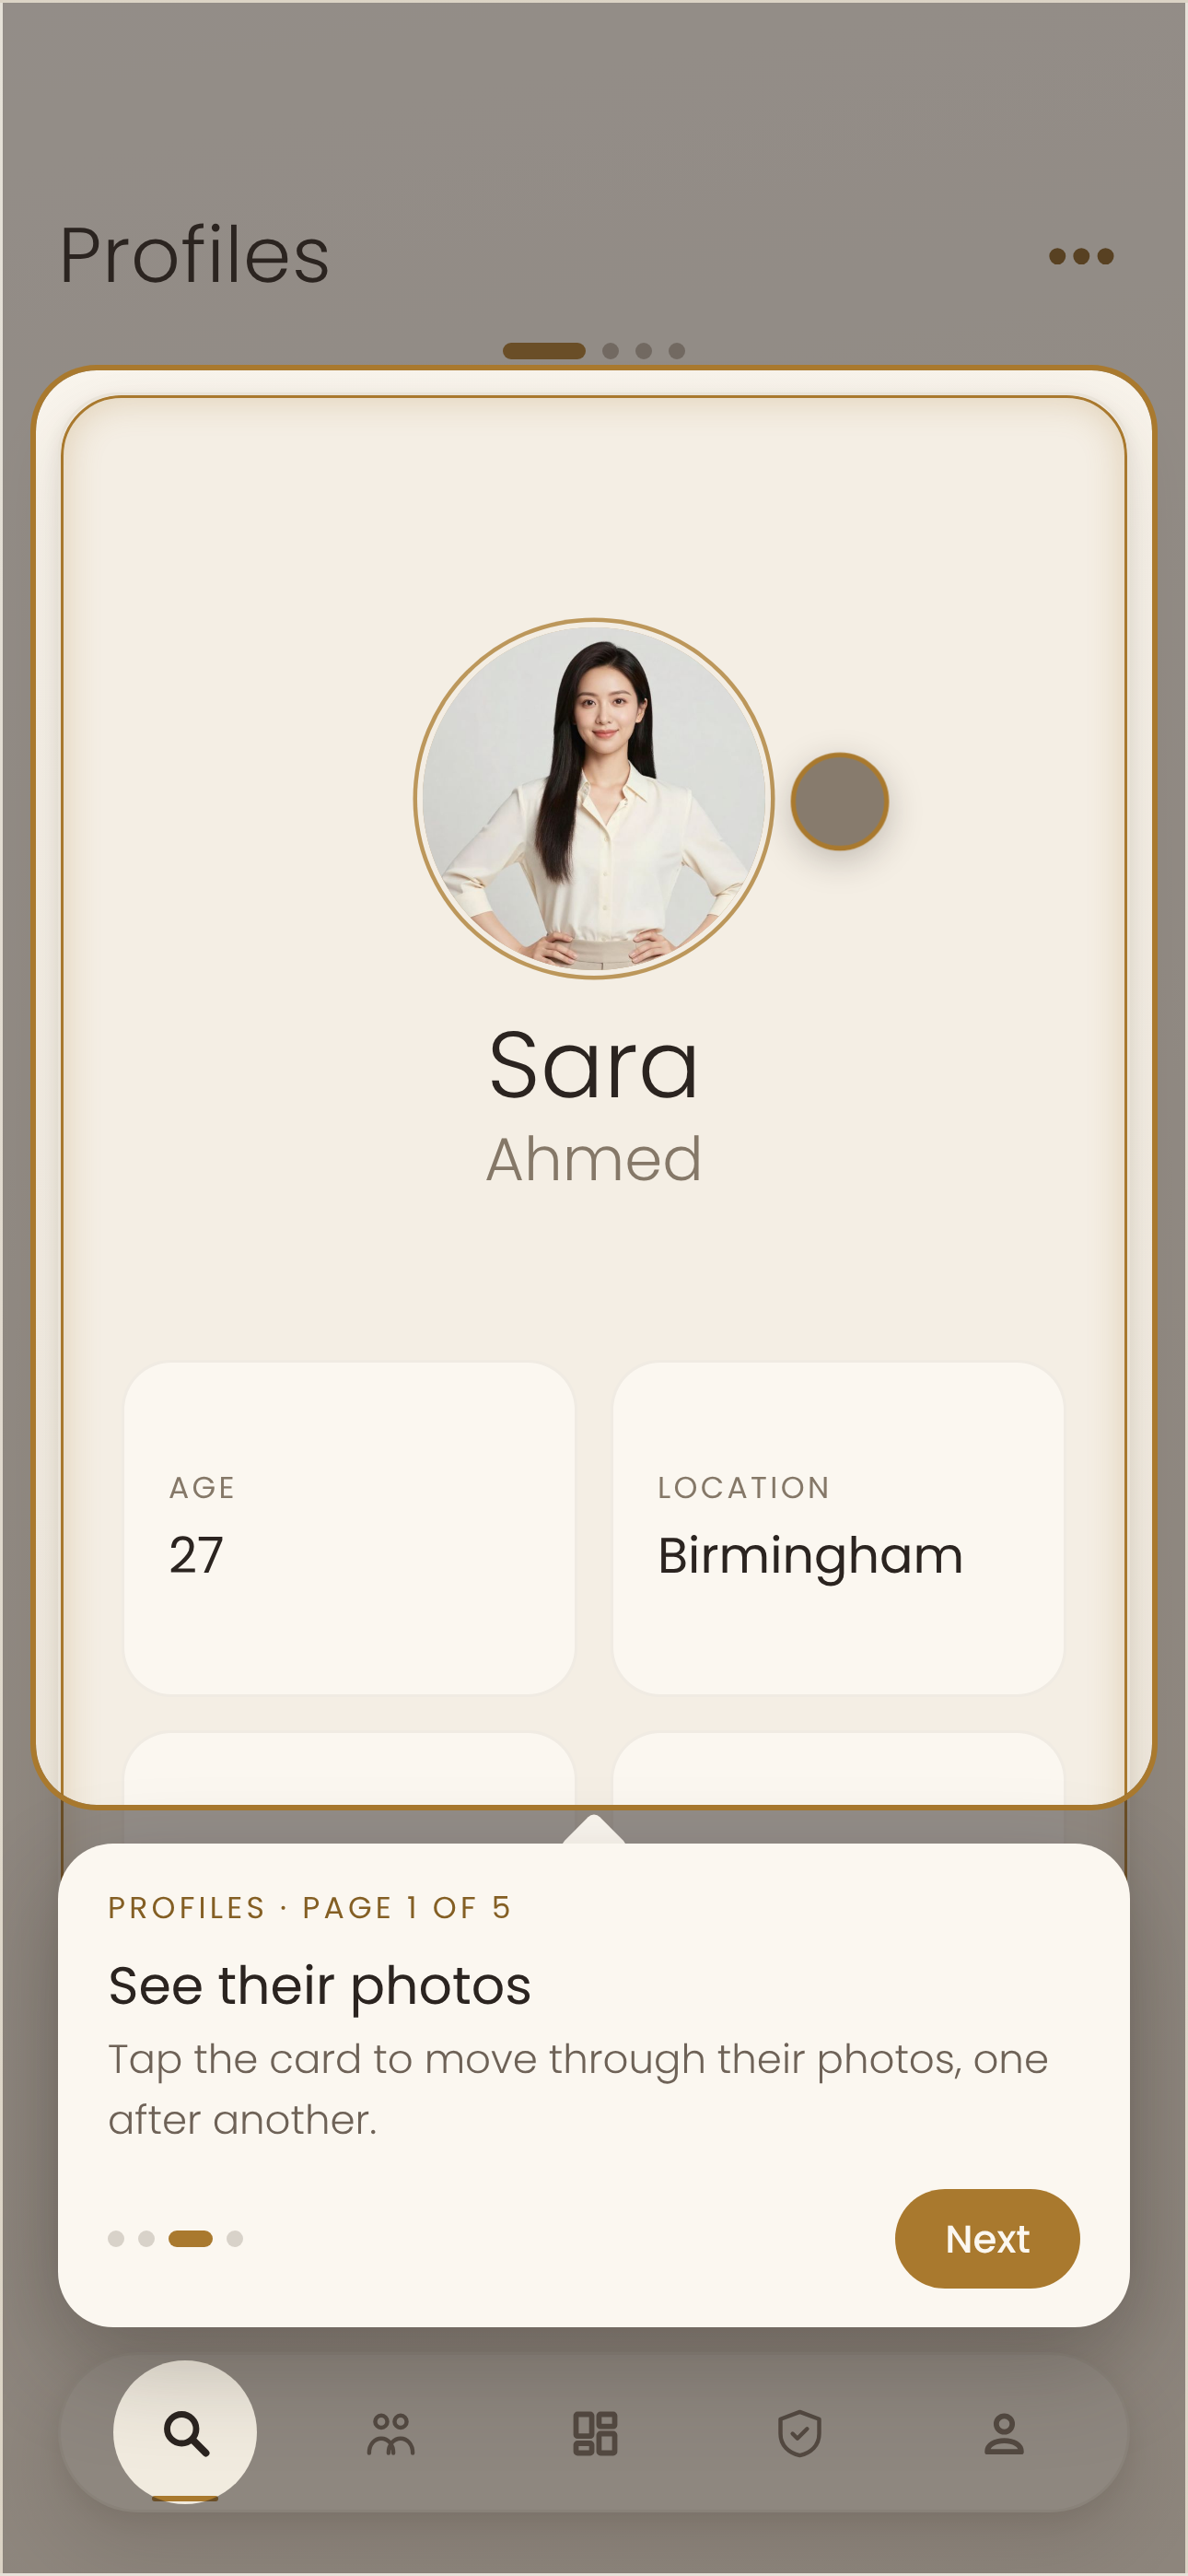 Profiles
Sara
Ahmed
AGE
27
LOCATION
Birmingham
PROFILES · PAGE 1 OF 5
See their photos
Tap the card to move through their photos, one
after another.
Next